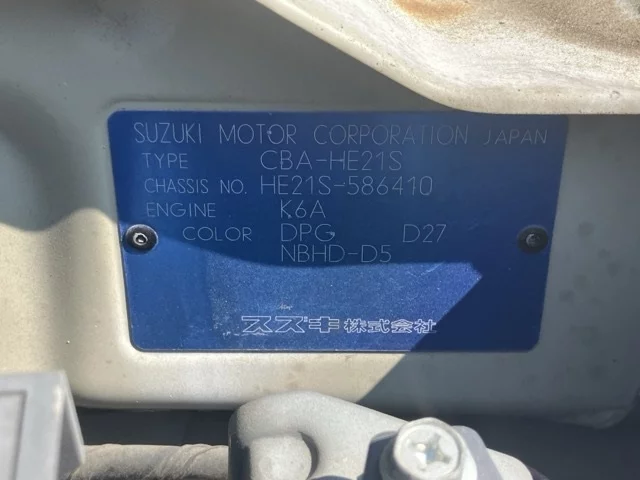 SUZUKI MOTOR CORPORATION JAPAN
TYPE CBA-HE21S
CHASSIS NO. HE21S-586410
ENGINE K6A
COLOR DPG D27
NBHD-D5
スズキ株式会社